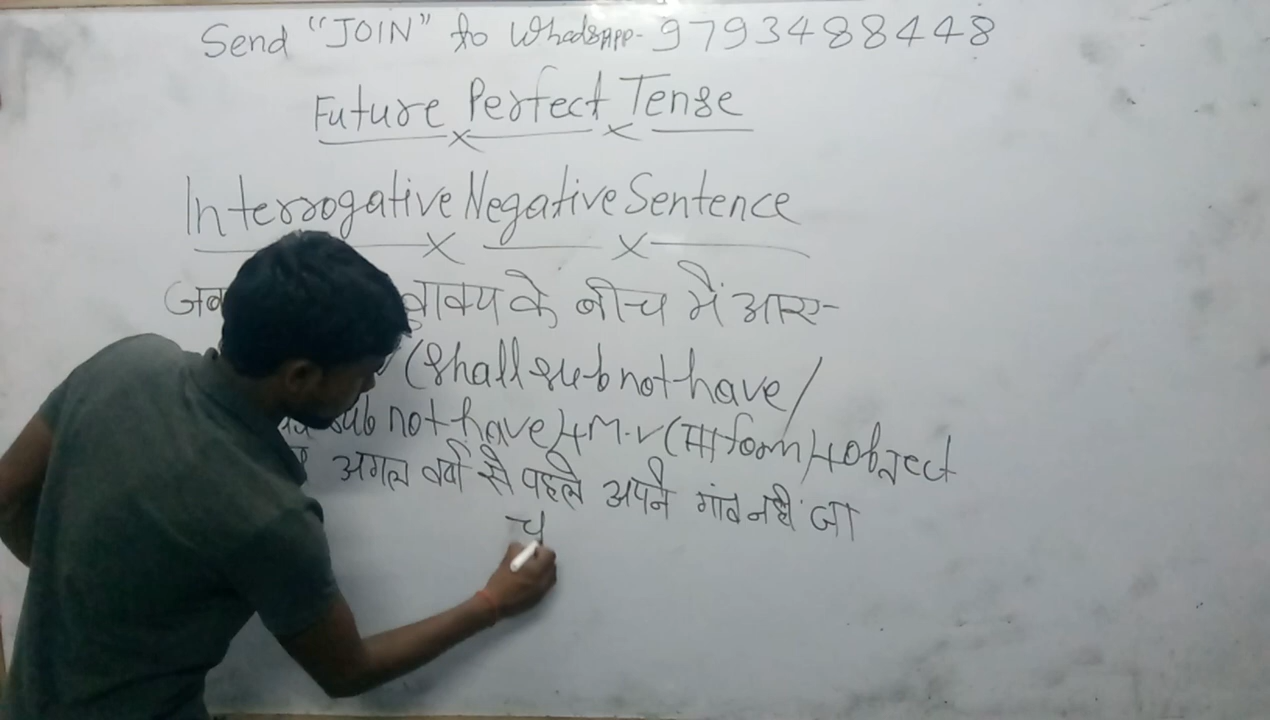 Send "JOIN" to WhatsApp- 9793488448
Future Perfect Tense
Interrogative Negative Sentence
वाक्य के बीच में आए-
(Shall sub not have/
sub not have)+M.V(III form)+object
अगले वर्षा से पहले अपने गांव नहीं जा
चु